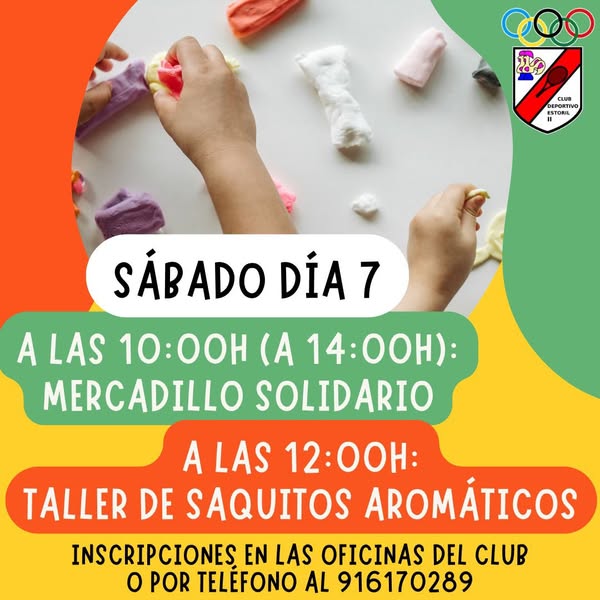 CLUB
DEPORTIVO
ESTORIL
II
SÁBADO DÍA 7
A LAS 10:00H (A 14:00H):
MERCADILLO SOLIDARIO
A LAS 12:00H:
TALLER DE SAQUITOS AROMÁTICOS
INSCRIPCIONES EN LAS OFICINAS DEL CLUB
O POR TELÉFONO AL 916170289